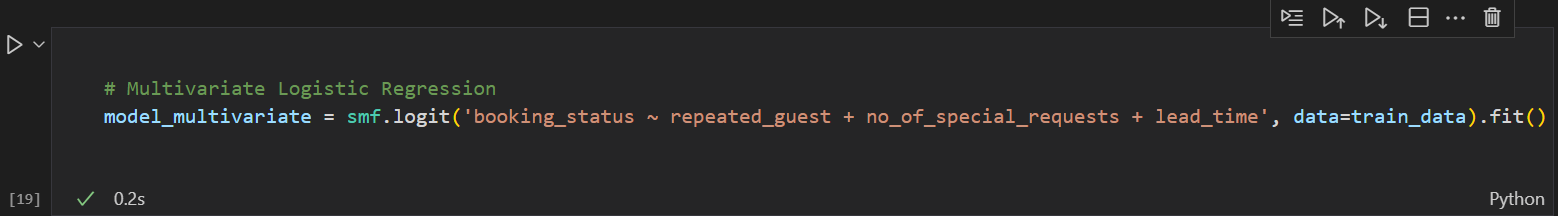 # Multivariate Logistic Regression
model_multivariate = smf.logit('booking_status ~ repeated_guest + no_of_special_requests + lead_time', data=train_data).fit()
[19]
0.2s
Python